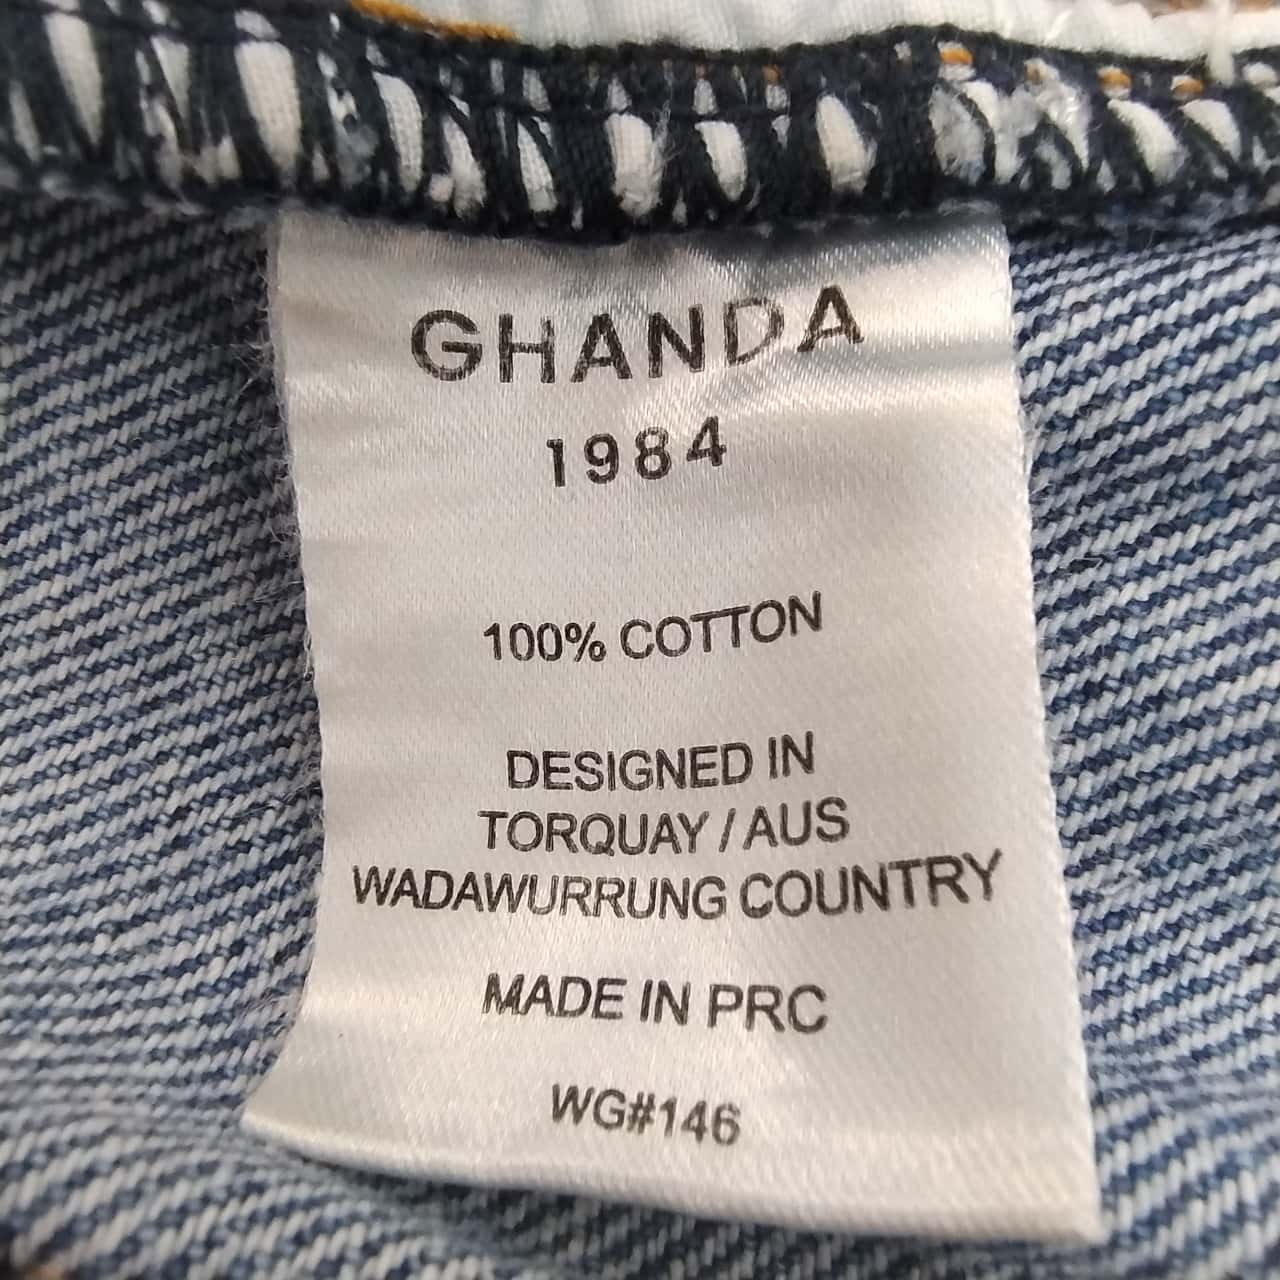 GHANDA
1984
100% COTTON
DESIGNED IN
TORQUAY / AUS
WADAWURRUNG COUNTRY
MADE IN PRC
WG#146